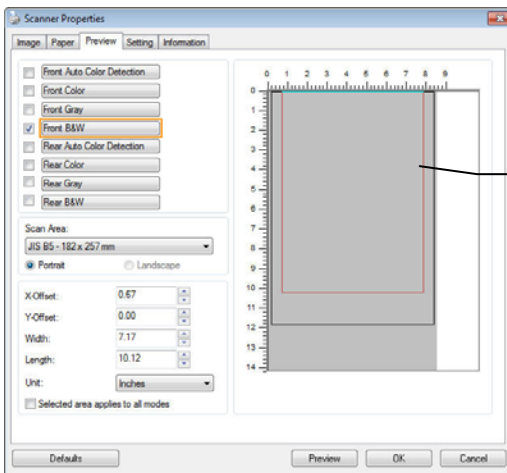 Scanner Properties
Image Paper Preview Setting Information
Front Auto Color Detection
Front Color
Front Gray
Front B&W
Rear Auto Color Detection
Rear Color
Rear Gray
Rear B&W
Scan Area:
JIS B5 - 182 x 257 mm
Portrait Landscape
X-Offset: 0.67
Y-Offset: 0.00
Width: 7.17
Length: 10.12
Unit: Inches
Selected area applies to all modes
0 1 2 3 4 5 6 7 8 9
0
1
2
3
4
5
6
7
8
9
10
11
12
13
14
Defaults Preview OK Cancel